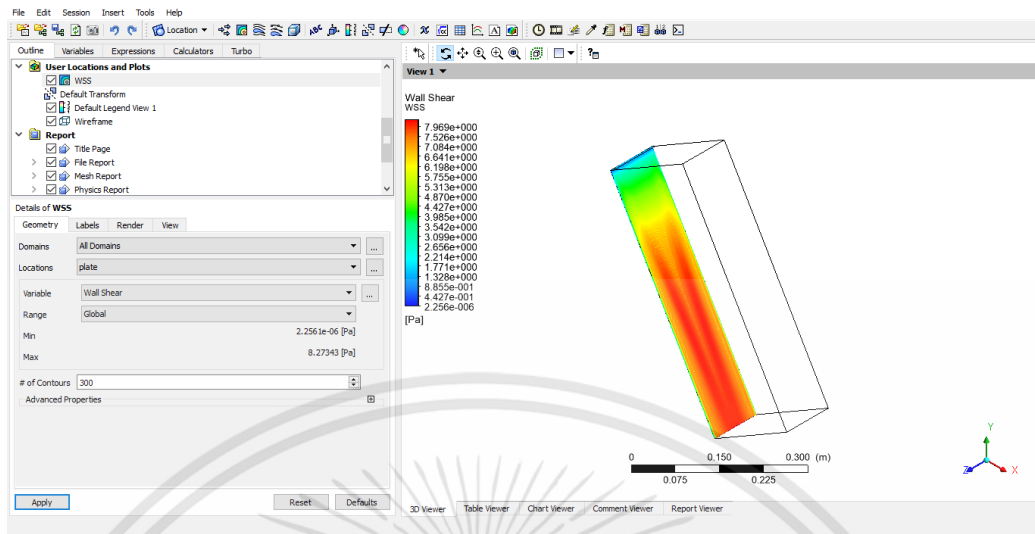 File Edit Session Insert Tools Help
Location
Outline Variables Expressions Calculators Turbo
User Locations and Plots
WSS
Default Transform
Default Legend View 1
Wireframe
Report
Title Page
File Report
Mesh Report
Physics Report
Details of WSS
Geometry Labels Render View
Domains All Domains ...
Locations plate ...
Variable Wall Shear ...
Range Global
Min 2.2561e-06 [Pa]
Max 8.27343 [Pa]
# of Contours 300
Advanced Properties
Apply Reset Defaults
View 1
Wall Shear
WSS
7.969e+000
7.526e+000
7.084e+000
6.641e+000
6.198e+000
5.755e+000
5.313e+000
4.870e+000
4.427e+000
3.985e+000
3.542e+000
3.099e+000
2.656e+000
2.214e+000
1.771e+000
1.328e+000
8.855e-001
4.427e-001
2.256e-006
[Pa]
0 0.150 0.300 (m)
0.075 0.225
Y
Z X
3D Viewer Table Viewer Chart Viewer Comment Viewer Report Viewer